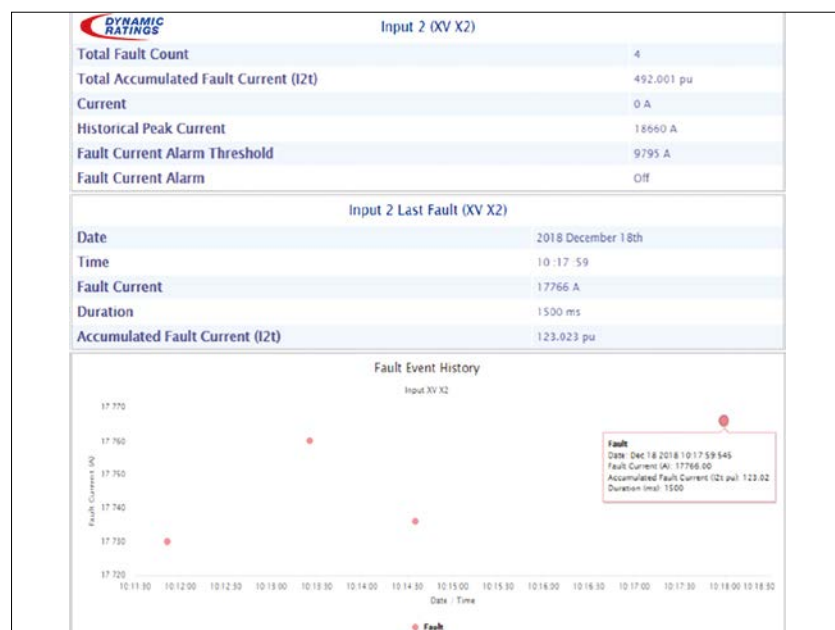 DYNAMIC
RATINGS
Input 2 (XV X2)
Total Fault Count 4
Total Accumulated Fault Current (I2t) 492.001 pu
Current 0 A
Historical Peak Current 18660 A
Fault Current Alarm Threshold 9795 A
Fault Current Alarm Off
Input 2 Last Fault (XV X2)
Date 2018 December 18th
Time 10:17:59
Fault Current 17766 A
Duration 1500 ms
Accumulated Fault Current (I2t) 123.023 pu
Fault Event History
Input XV X2
17 770
17 760
17 750
17 740
17 730
17 720
Fault Current (A)
Fault
Date: Dec 18 2018 10:17:59 545
Fault Current (A): 17766.00
Accumulated Fault Current (I2t pu): 123.02
Duration (ms): 1500
10:11:30 10:12:00 10:12:30 10:13:00 10:13:30 10:14:00 10:14:30 10:15:00 10:15:30 10:16:00 10:16:30 10:17:00 10:17:30 10:18:00 10:18:30
Date / Time
Fault